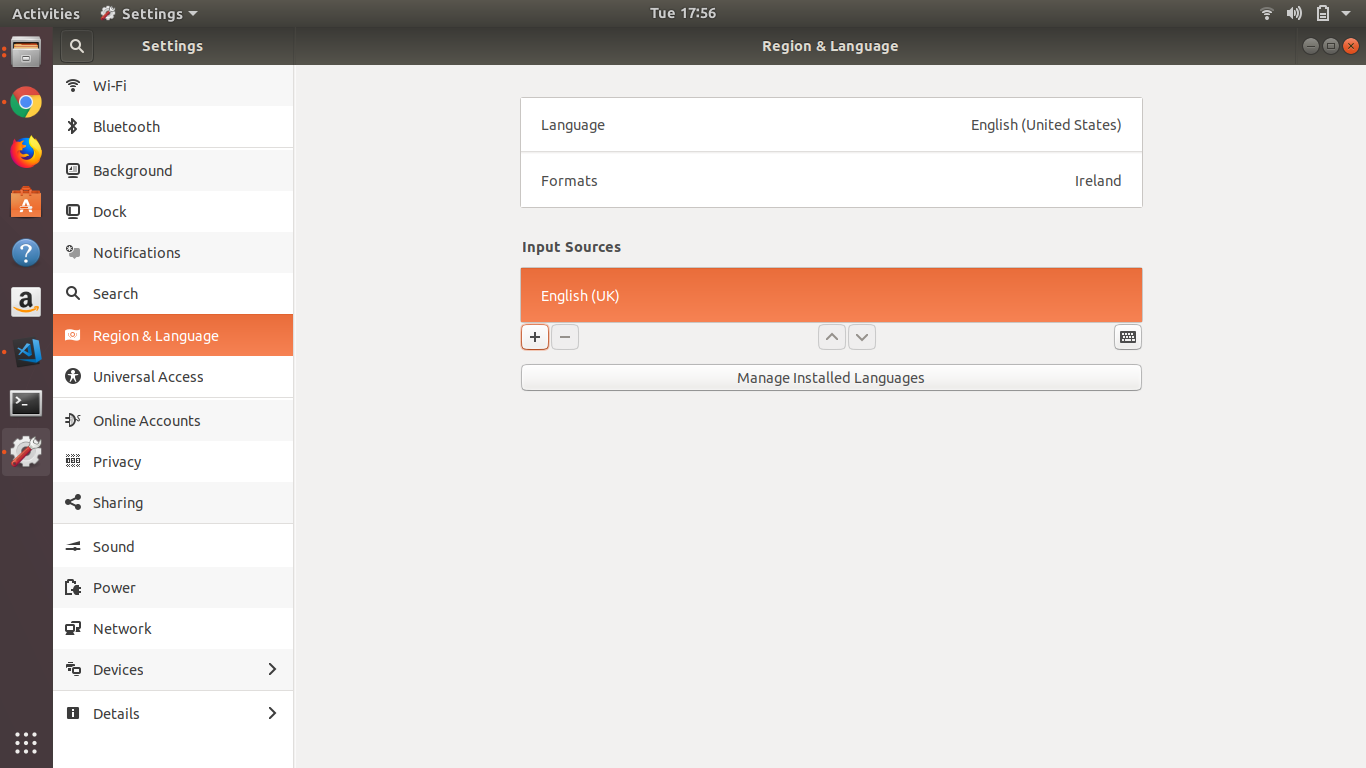 Activities Settings Tue 17:56
Settings Region & Language
Wi-Fi
Bluetooth
Background
Dock
Notifications
Search
Region & Language
Universal Access
Online Accounts
Privacy
Sharing
Sound
Power
Network
Devices
Details
Language English (United States)
Formats Ireland
Input Sources
English (UK)
Manage Installed Languages